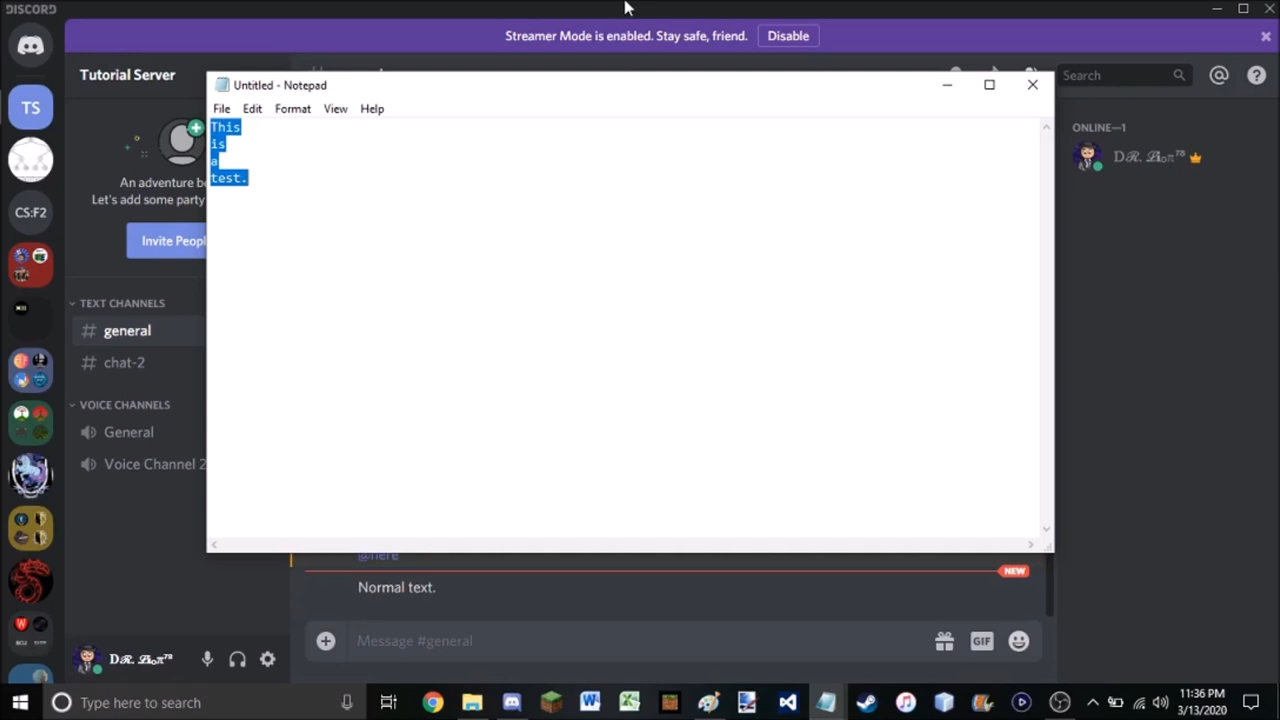 DISCORD
Streamer Mode is enabled. Stay safe, friend.
Disable
Tutorial Server
Search
Untitled - Notepad
File Edit Format View Help
This
is
a
test.
TS
CS:F2
An adventure be
Let's add some party
Invite Peopl
TEXT CHANNELS
# general
# chat-2
VOICE CHANNELS
General
Voice Channel 2
ONLINE—1
@here
NEW
Normal text.
Message #general
GIF
Type here to search
11:36 PM
3/13/2020